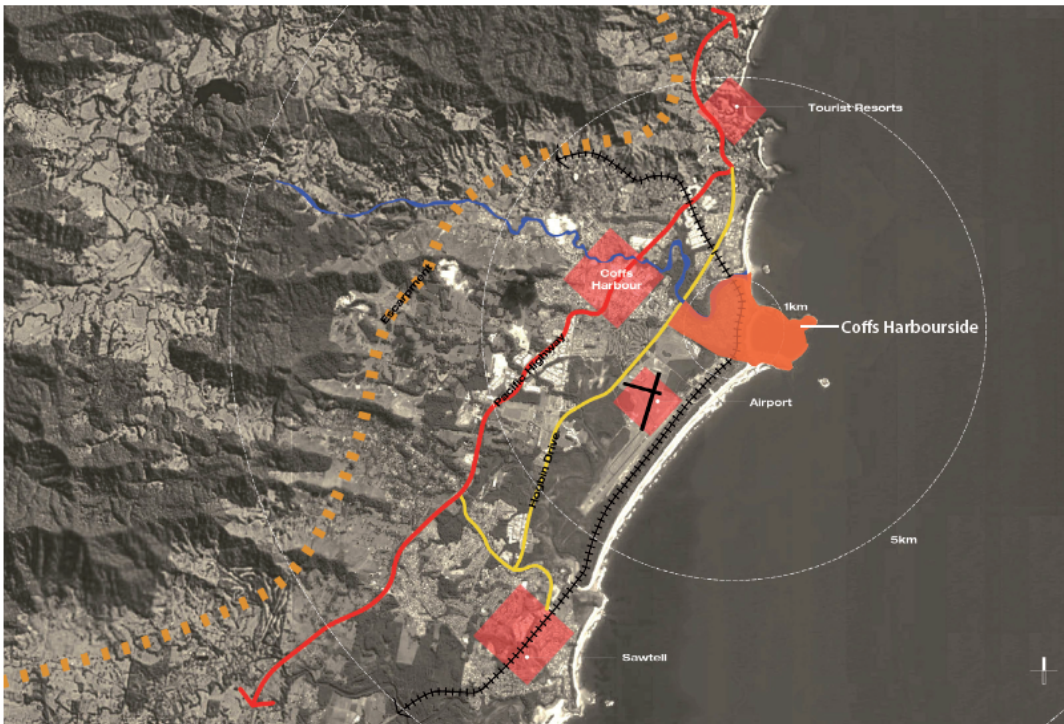 Tourist Resorts
Coffs
Harbour
Escarpment
1km
Coffs Harbourside
Pacific Highway
Airport
Hogbin Drive
5km
Sawtell